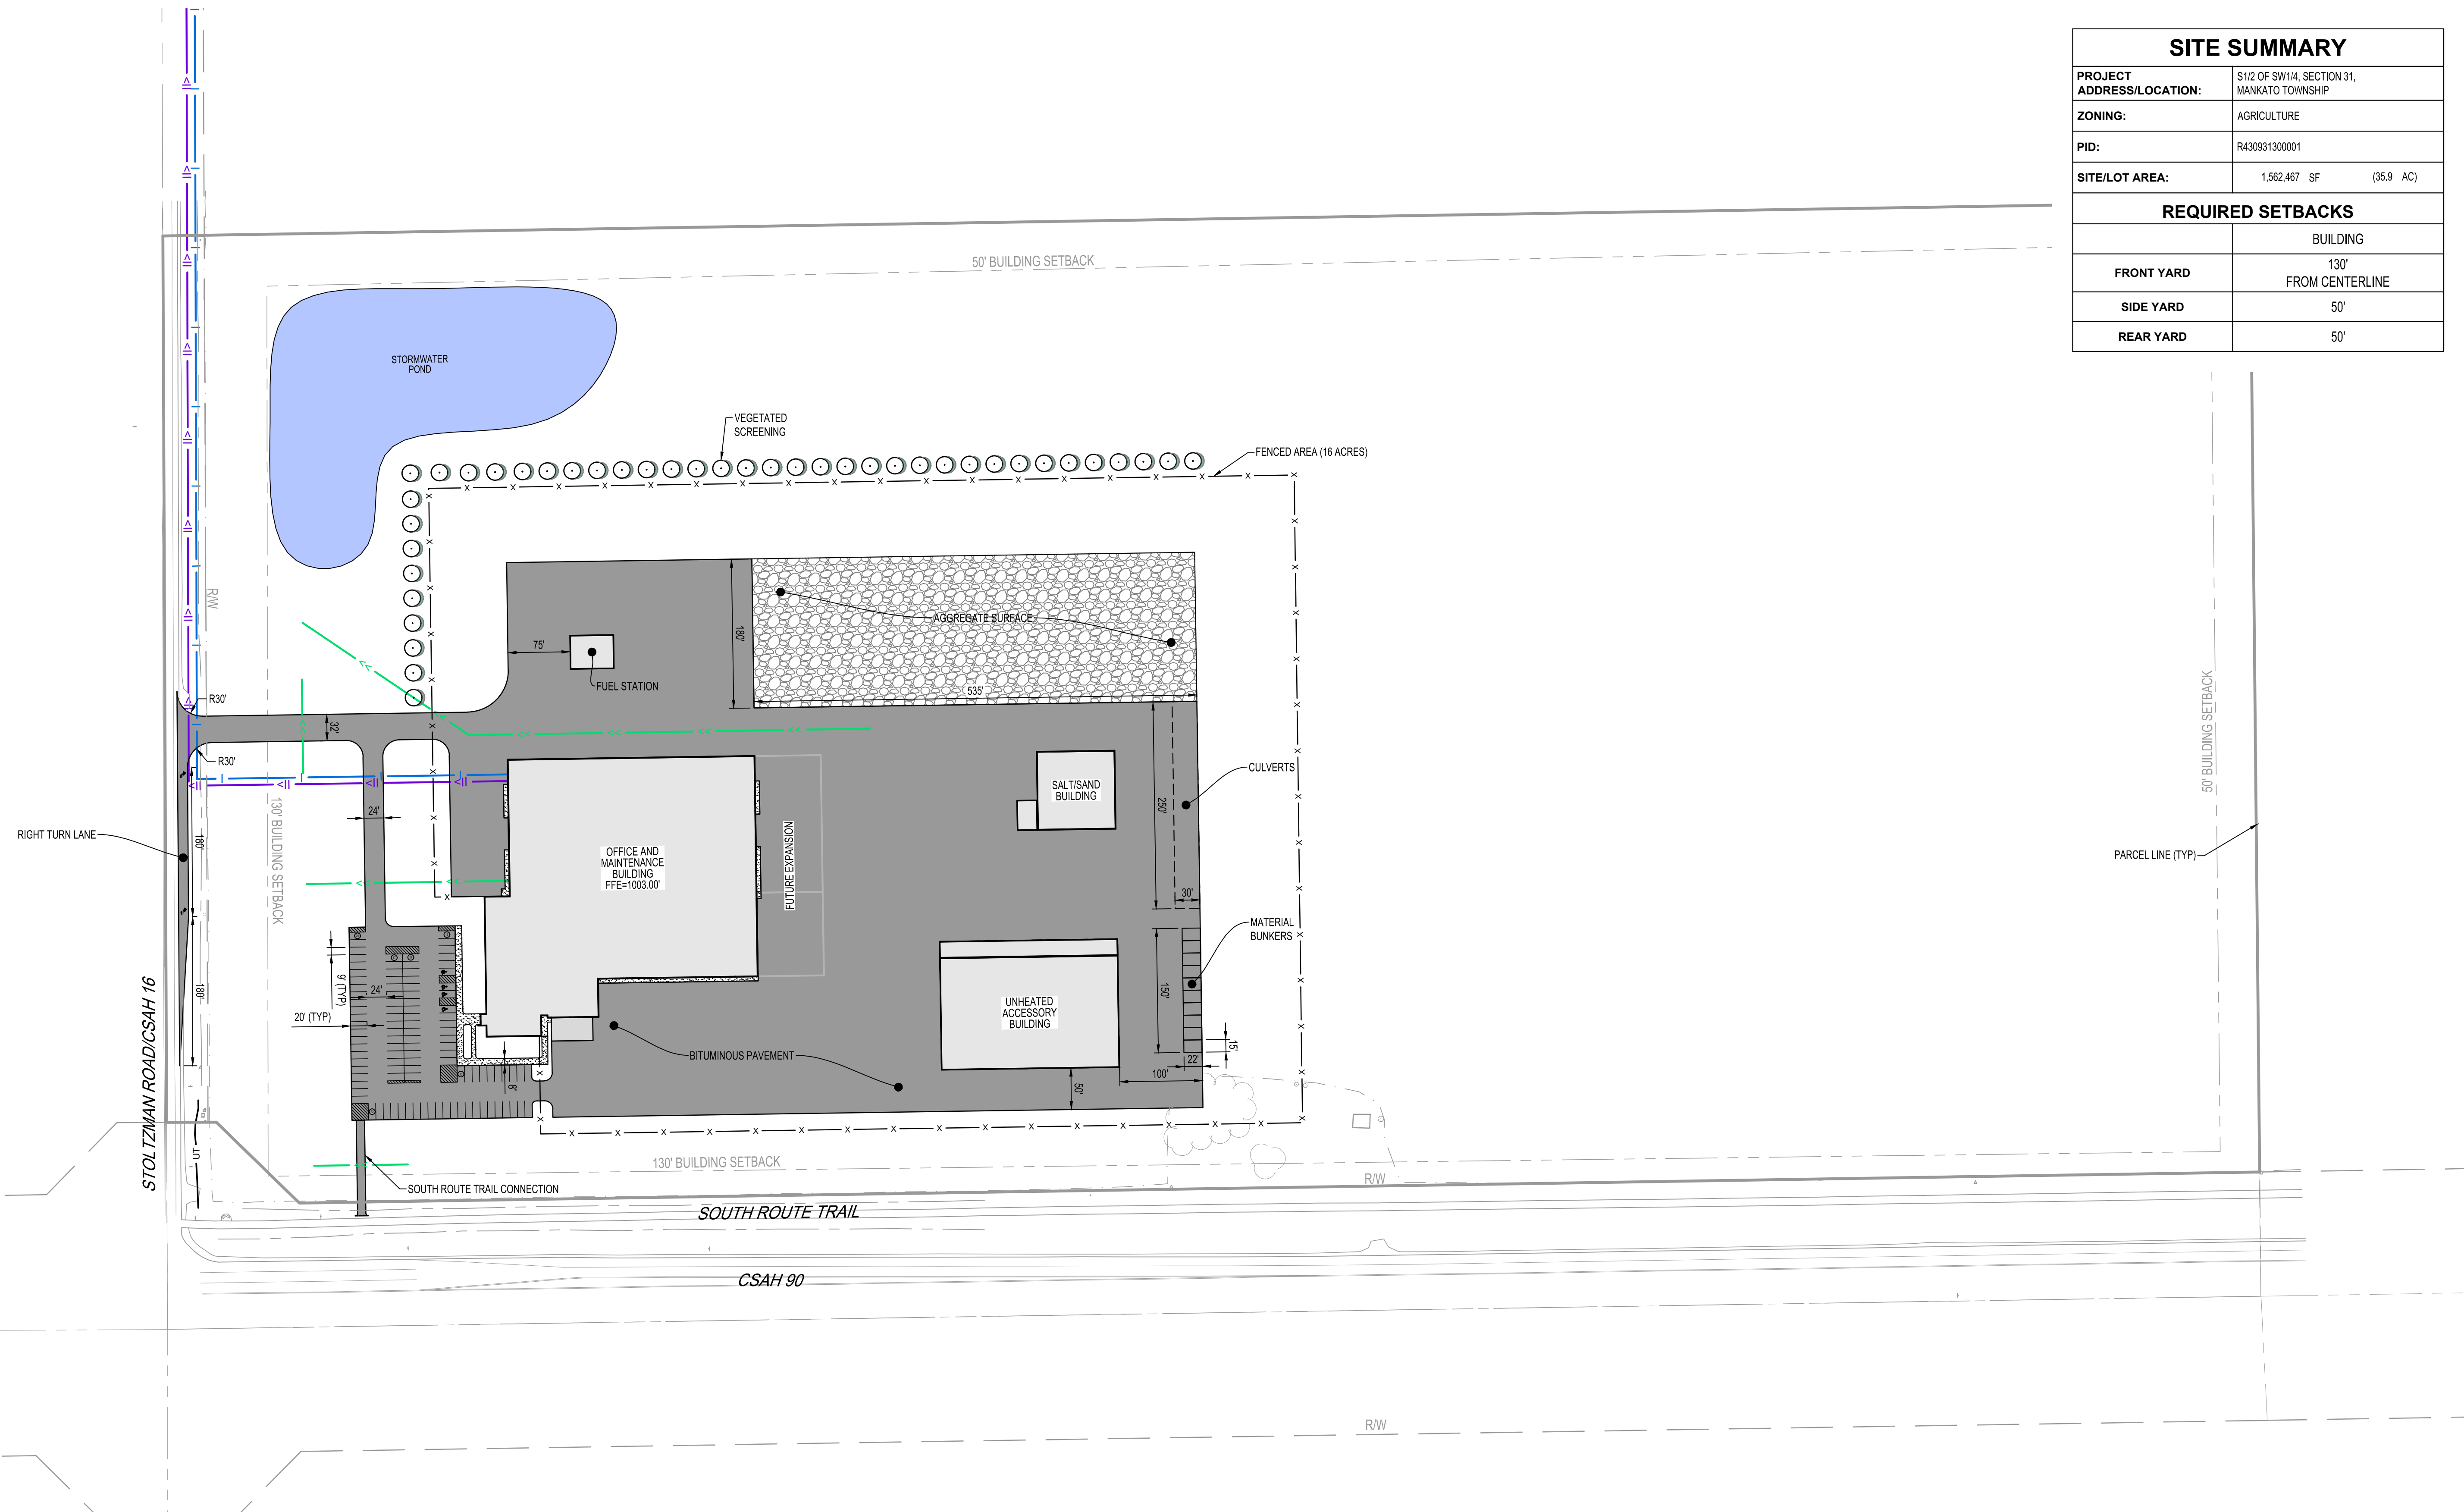 SITE SUMMARY
PROJECT
ADDRESS/LOCATION:
S1/2 OF SW1/4, SECTION 31,
MANKATO TOWNSHIP
ZONING:
AGRICULTURE
PID:
R430931300001
SITE/LOT AREA:
1,562,467 SF (35.9 AC)
REQUIRED SETBACKS
BUILDING
FRONT YARD
130'
FROM CENTERLINE
SIDE YARD
50'
REAR YARD
50'
50' BUILDING SETBACK
STORMWATER
POND
VEGETATED
SCREENING
FENCED AREA (16 ACRES)
R/W
180'
AGGREGATE SURFACE
75'
FUEL STATION
535'
R30'
32'
R30'
50' BUILDING SETBACK
CULVERTS
SALT/SAND
BUILDING
250'
130' BUILDING SETBACK
24'
RIGHT TURN LANE
180'
OFFICE AND
MAINTENANCE
BUILDING
FFE=1003.00'
FUTURE EXPANSION
PARCEL LINE (TYP)
30'
MATERIAL
BUNKERS
9' (TYP)
24'
180'
150'
20' (TYP)
UNHEATED
ACCESSORY
BUILDING
BITUMINOUS PAVEMENT
15'
22'
100'
8'
50'
STOLTZMAN ROAD/CSAH 16
UT
130' BUILDING SETBACK
R/W
SOUTH ROUTE TRAIL CONNECTION
SOUTH ROUTE TRAIL
CSAH 90
R/W